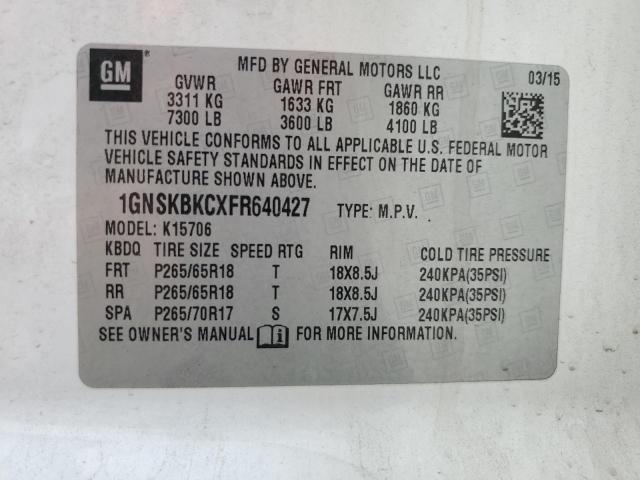 GM
MFD BY GENERAL MOTORS LLC 03/15
GVWR GAWR FRT GAWR RR
3311 KG 1633 KG 1860 KG
7300 LB 3600 LB 4100 LB
THIS VEHICLE CONFORMS TO ALL APPLICABLE U.S. FEDERAL MOTOR
VEHICLE SAFETY STANDARDS IN EFFECT ON THE DATE OF
MANUFACTURE SHOWN ABOVE.
1GNSKBKCXFR640427 TYPE: M.P.V.
MODEL: K15706
KBDQ TIRE SIZE SPEED RTG RIM COLD TIRE PRESSURE
FRT P265/65R18 T 18X8.5J 240KPA(35PSI)
RR P265/65R18 T 18X8.5J 240KPA(35PSI)
SPA P265/70R17 S 17X7.5J 240KPA(35PSI)
SEE OWNER'S MANUAL FOR MORE INFORMATION.